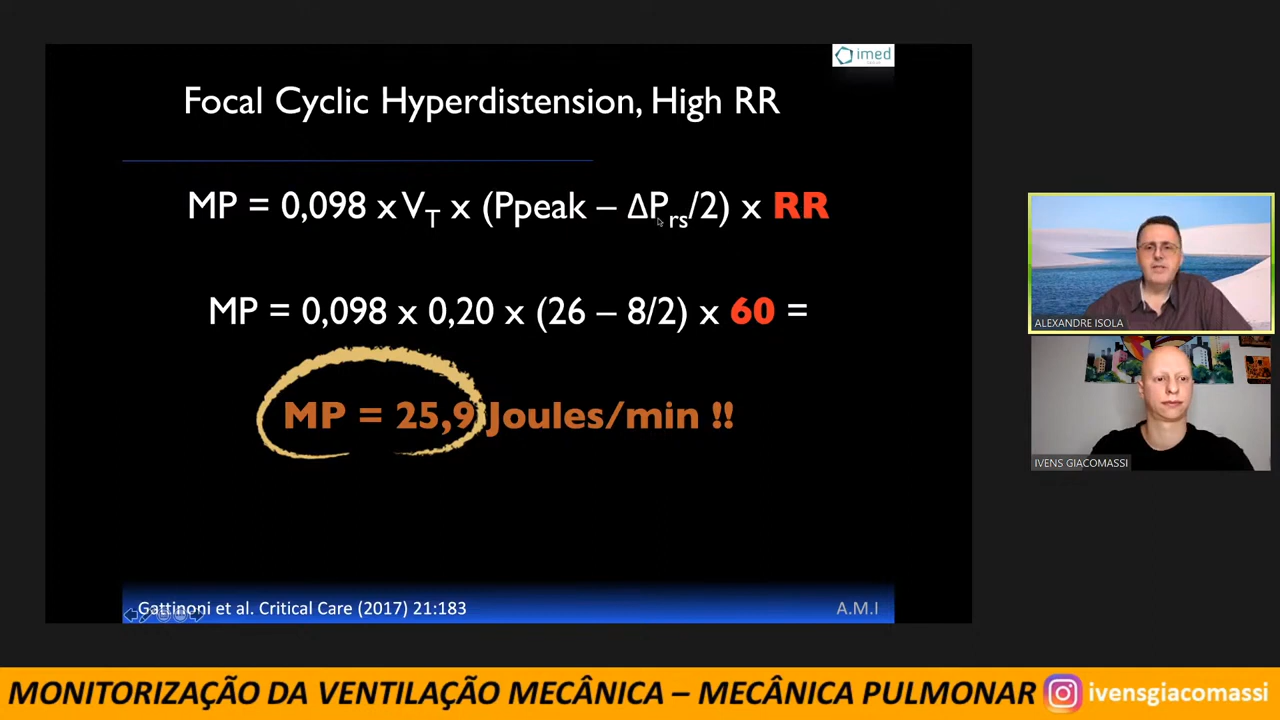 imed
Focal Cyclic Hyperdistension, High RR
MP = 0,098 x VT x (Ppeak – ΔPrs/2) x RR
MP = 0,098 x 0,20 x (26 – 8/2) x 60 =
MP = 25,9 Joules/min !!
Gattinoni et al. Critical Care (2017) 21:183
A.M.I
ALEXANDRE ISOLA
IVENS GIACOMASSI
MONITORIZAÇÃO DA VENTILAÇÃO MECÂNICA – MECÂNICA PULMONAR
ivensgiacomassi